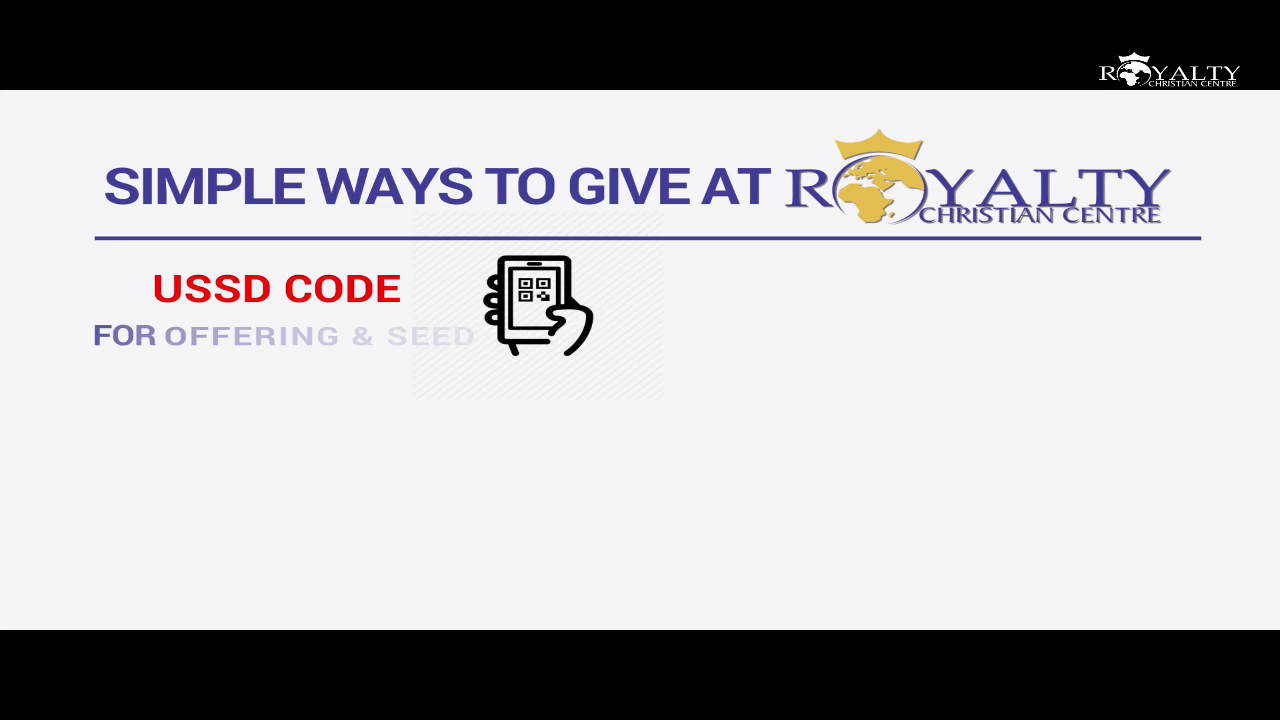 ROYALTY
CHRISTIAN CENTRE
SIMPLE WAYS TO GIVE AT ROYALTY
CHRISTIAN CENTRE
USSD CODE
FOR OFFERING & SEED